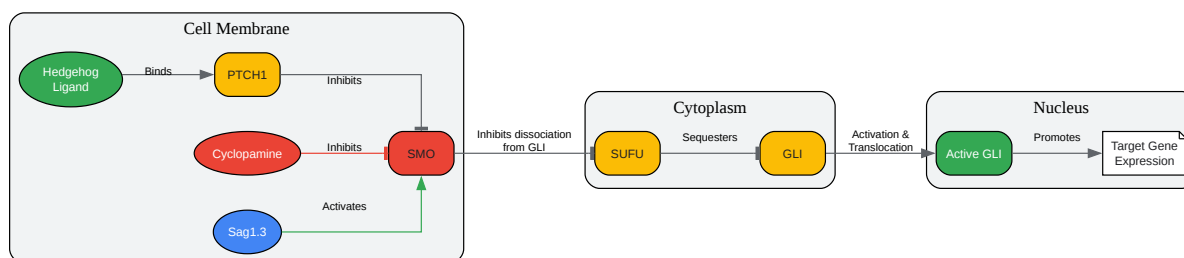 Cell Membrane
Hedgehog
Ligand
Binds
PTCH1
Inhibits
Cyclopamine
Inhibits
SMO
Activates
Sag1.3
Inhibits dissociation
from GLI
Cytoplasm
SUFU
Sequesters
GLI
Activation &
Translocation
Nucleus
Active GLI
Promotes
Target Gene
Expression